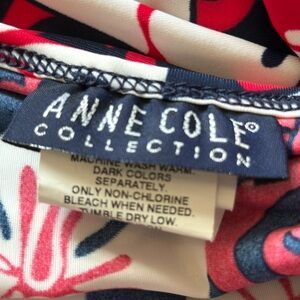 ANNE COLE®
COLLECTION
MACHINE WASH WARM.
DARK COLORS
SEPARATELY.
ONLY NON-CHLORINE
BLEACH WHEN NEEDED.
TUMBLE DRY LOW.